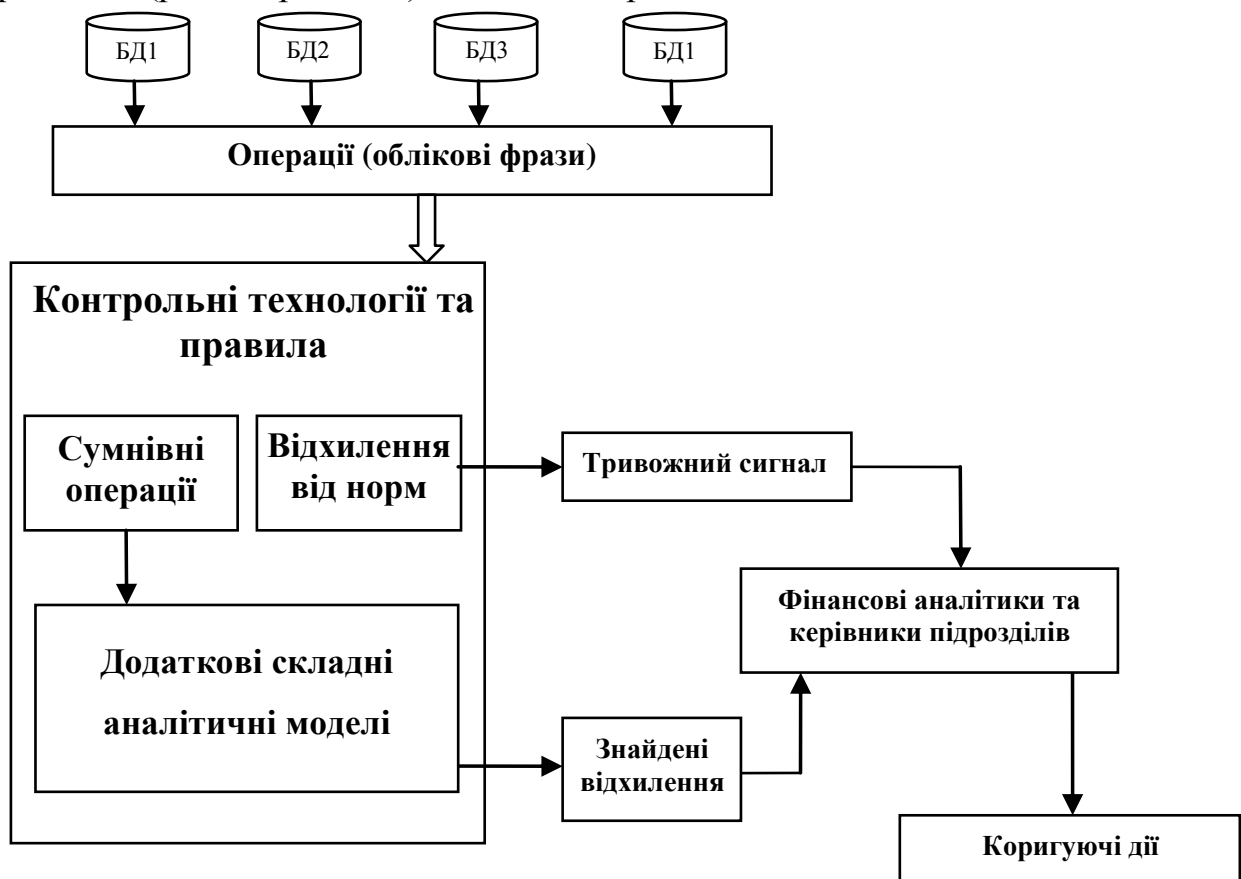 БД1 БД2 БД3 БД1
Операції (облікові фрази)
Контрольні технології та
правила
Сумнівні
операції
Відхилення
від норм
Тривожний сигнал
Фінансові аналітики та
керівники підрозділів
Додаткові складні
аналітичні моделі
Знайдені
відхилення
Коригуючі дії